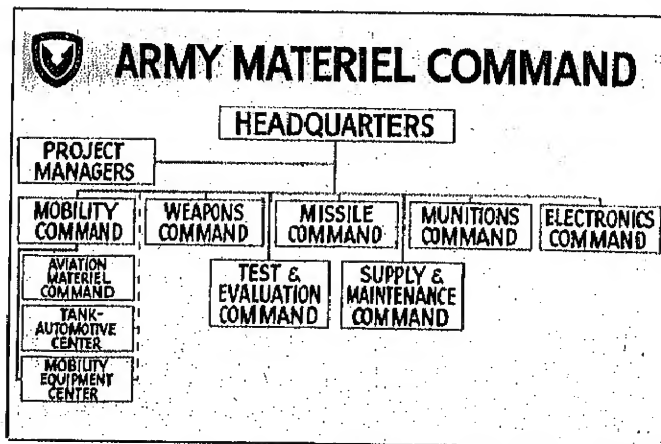 ARMY MATERIEL COMMAND
HEADQUARTERS
PROJECT
MANAGERS
MOBILITY
COMMAND
WEAPONS
COMMAND
MISSILE
COMMAND
MUNITIONS
COMMAND
ELECTRONICS
COMMAND
AVIATION
MATERIEL
COMMAND
TANK-
AUTOMOTIVE
CENTER
MOBILITY
EQUIPMENT
CENTER
TEST &
EVALUATION
COMMAND
SUPPLY &
MAINTENANCE
COMMAND